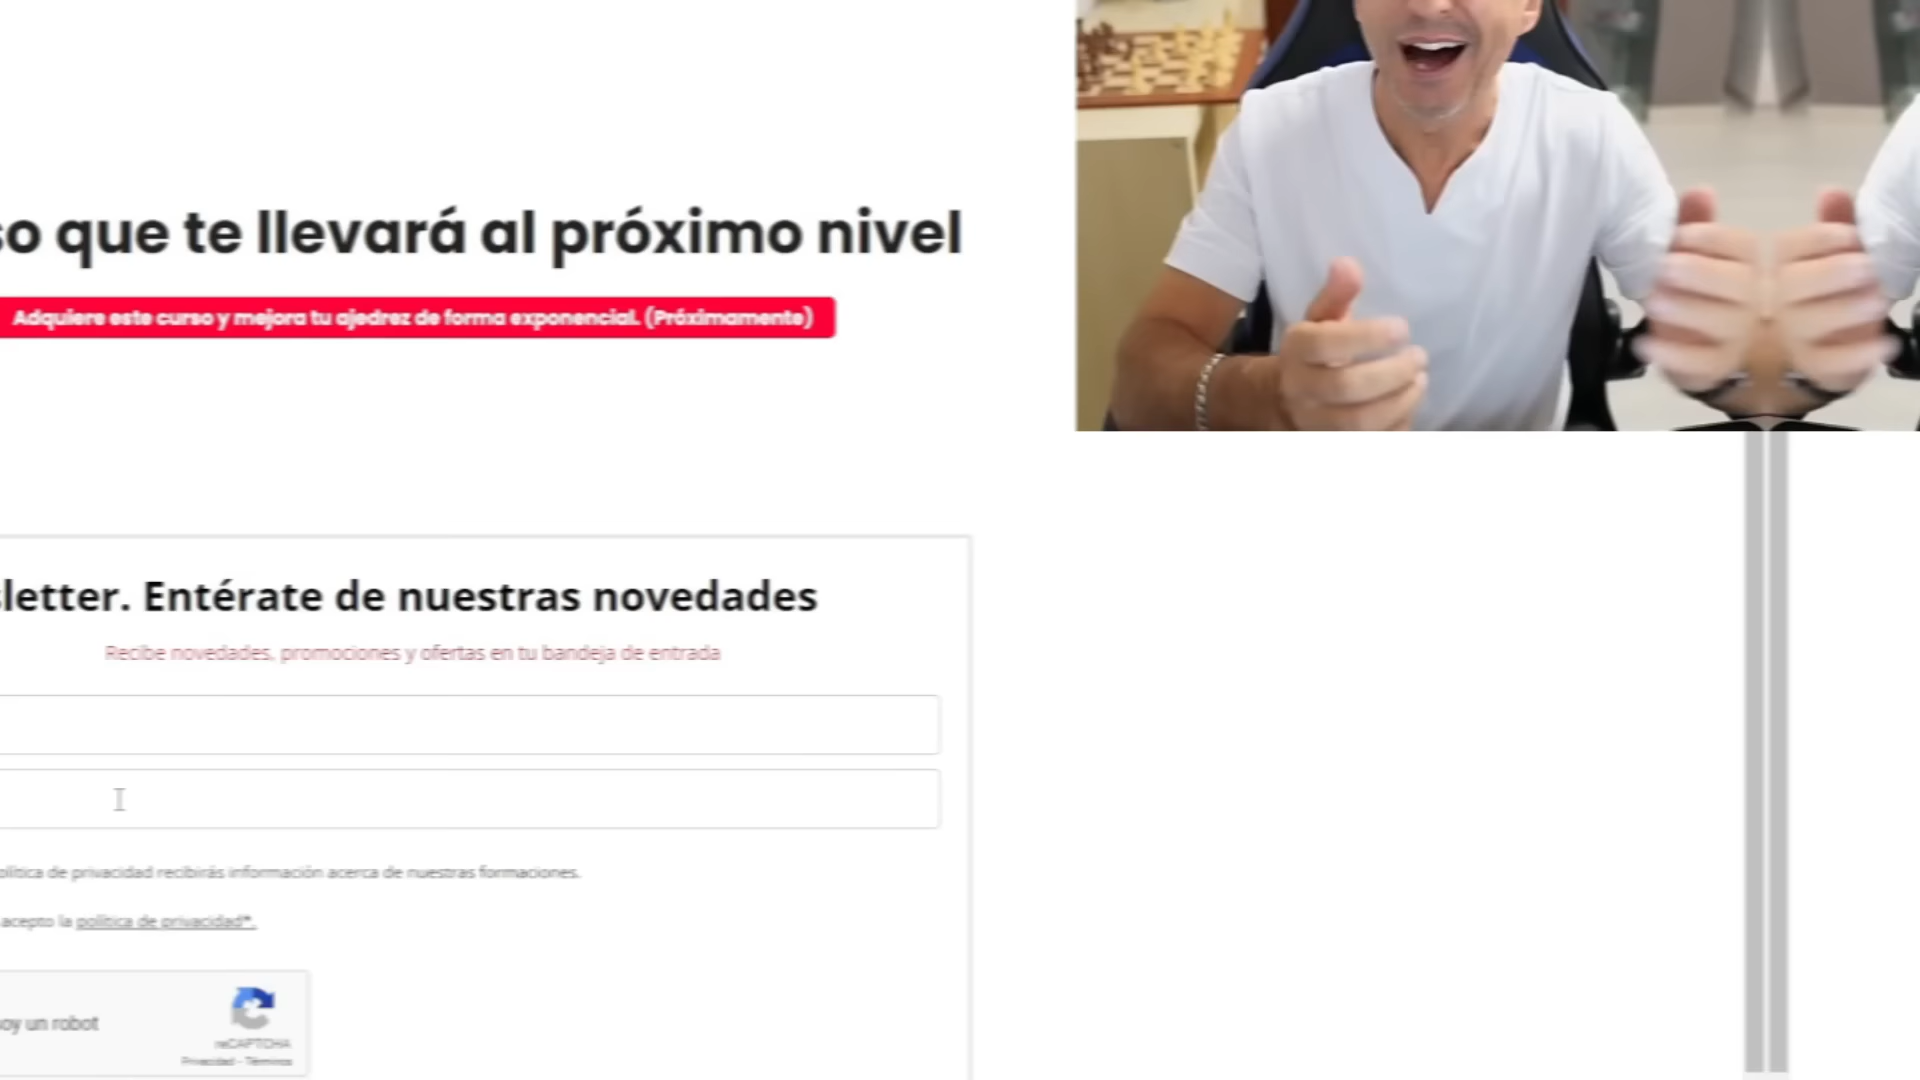 so que te llevará al próximo nivel
Adquiere este curso y mejora tu ajedrez de forma exponencial. (Próximamente)
sletter. Entérate de nuestras novedades
Recibe novedades, promociones y ofertas en tu bandeja de entrada
olítica de privacidad recibirás información acerca de nuestras formaciones.
acepto la política de privacidad*.
oy un robot
reCAPTCHA
Privacidad - Términos